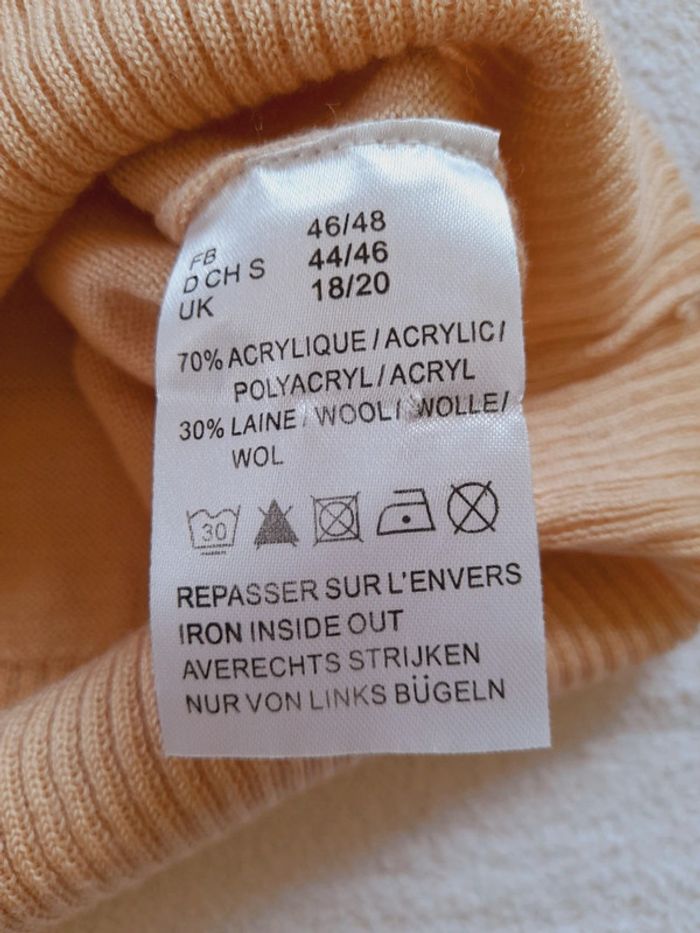 FB 46/48
D CH S 44/46
UK 18/20
70% ACRYLIQUE / ACRYLIC /
POLYACRYL / ACRYL
30% LAINE / WOOL / WOLLE /
WOL
30
REPASSER SUR L'ENVERS
IRON INSIDE OUT
AVERECHTS STRIJKEN
NUR VON LINKS BÜGELN